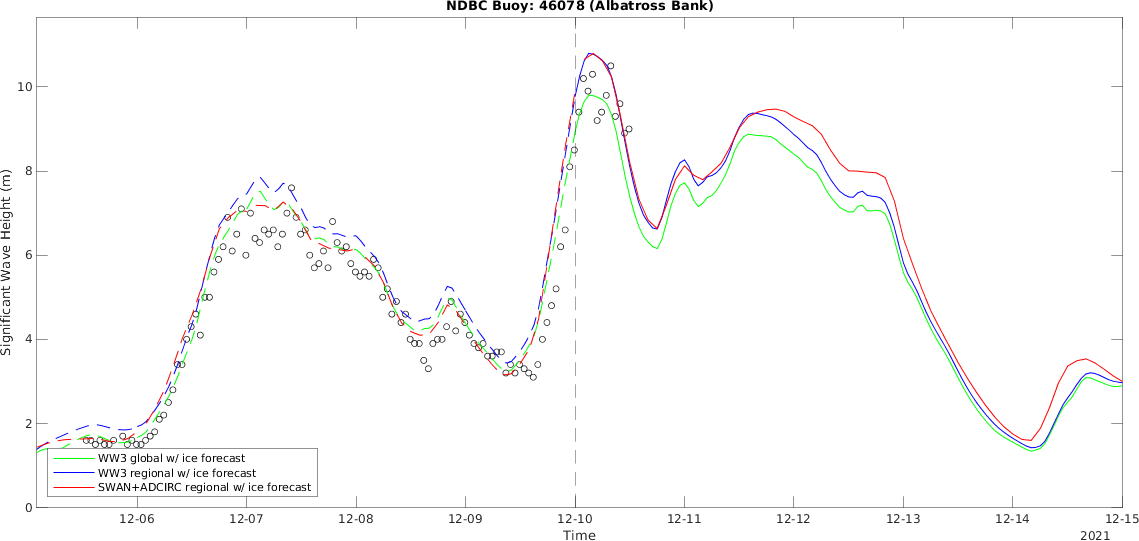 NDBC Buoy: 46078 (Albatross Bank)
Significant Wave Height (m)
10
8
6
4
2
0
WW3 global w/ ice forecast
WW3 regional w/ ice forecast
SWAN+ADCIRC regional w/ ice forecast
12-06 12-07 12-08 12-09 12-10 12-11 12-12 12-13 12-14 12-15
Time
2021